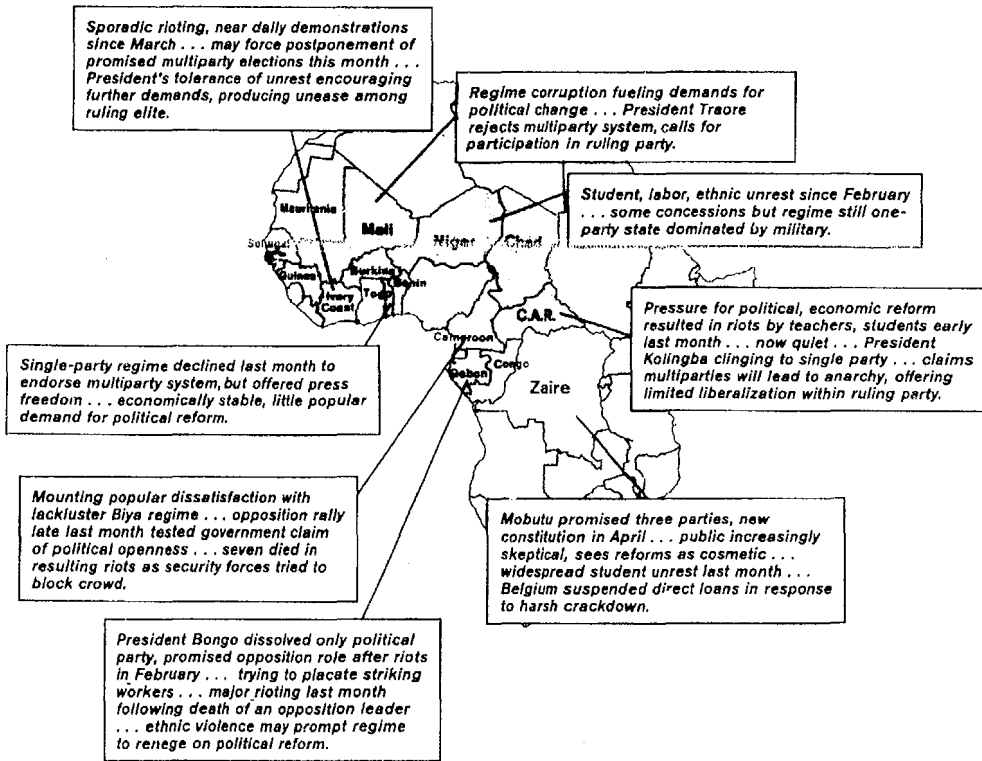 Sporadic rioting, near daily demonstrations
since March . . . may force postponement of
promised multiparty elections this month . . .
President's tolerance of unrest encouraging
further demands, producing unease among
ruling elite.
Regime corruption fueling demands for
political change . . . President Traore
rejects multiparty system, calls for
participation in ruling party.
Student, labor, ethnic unrest since February
. . . some concessions but regime still one-
party state dominated by military.
Mauritania
Mali
Niger
Chad
Senegal
Guinea
Burkina
Benin
Ivory
Coast
Togo
C.A.R.
Cameroon
Gabon
Congo
Zaire
Pressure for political, economic reform
resulted in riots by teachers, students early
last month . . . now quiet . . . President
Kolingba clinging to single party . . . claims
multiparties will lead to anarchy, offering
limited liberalization within ruling party.
Single-party regime declined last month to
endorse multiparty system, but offered press
freedom . . . economically stable, little popular
demand for political reform.
Mounting popular dissatisfaction with
lackluster Biya regime . . . opposition rally
late last month tested government claim
of political openness . . . seven died in
resulting riots as security forces tried to
block crowd.
Mobutu promised three parties, new
constitution in April . . . public increasingly
skeptical, sees reforms as cosmetic . . .
widespread student unrest last month . . .
Belgium suspended direct loans in response
to harsh crackdown.
President Bongo dissolved only political
party, promised opposition role after riots
in February . . . trying to placate striking
workers . . . major rioting last month
following death of an opposition leader
. . . ethnic violence may prompt regime
to renege on political reform.